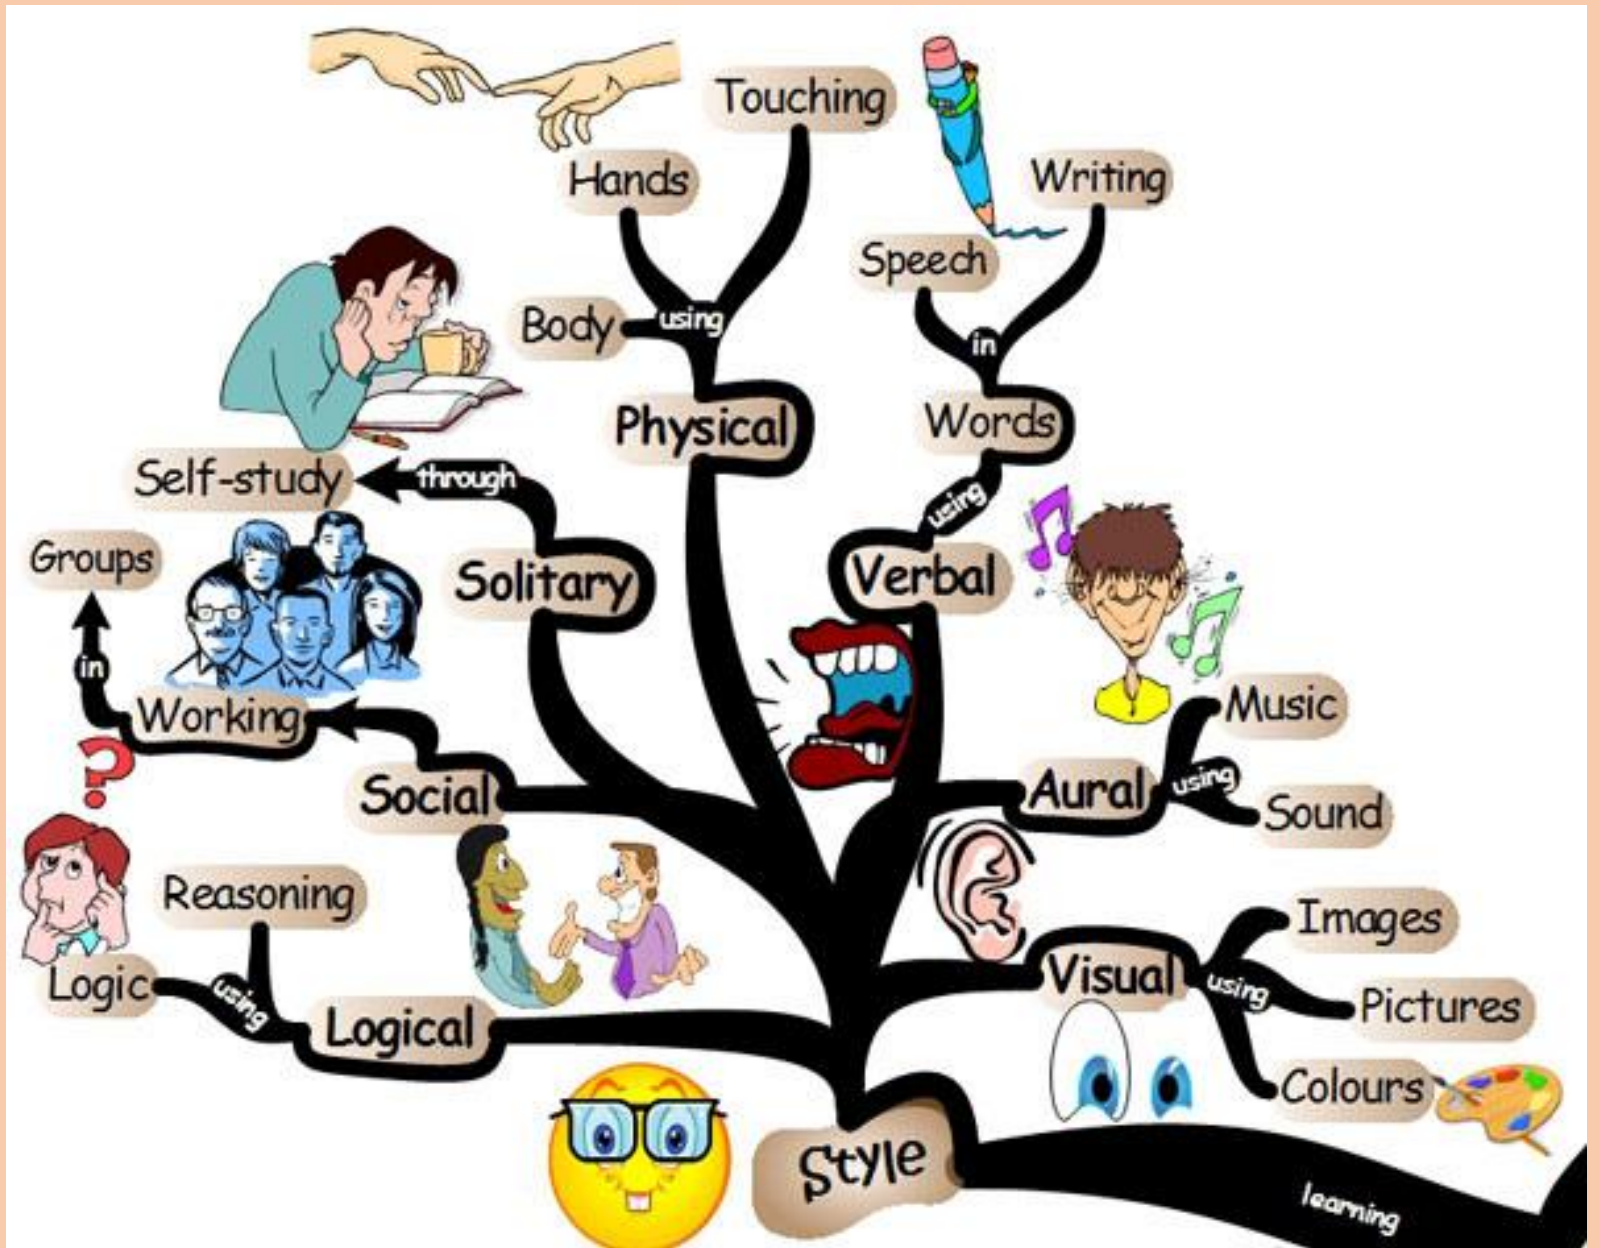 Touching
Hands
Writing
Speech
Body
using
in
Physical
Words
Self-study
through
using
Groups
Solitary
Verbal
in
Working
Music
Social
Aural
using
Sound
Reasoning
Images
Logic
using
Visual
using
Pictures
Logical
Colours
Style
learning